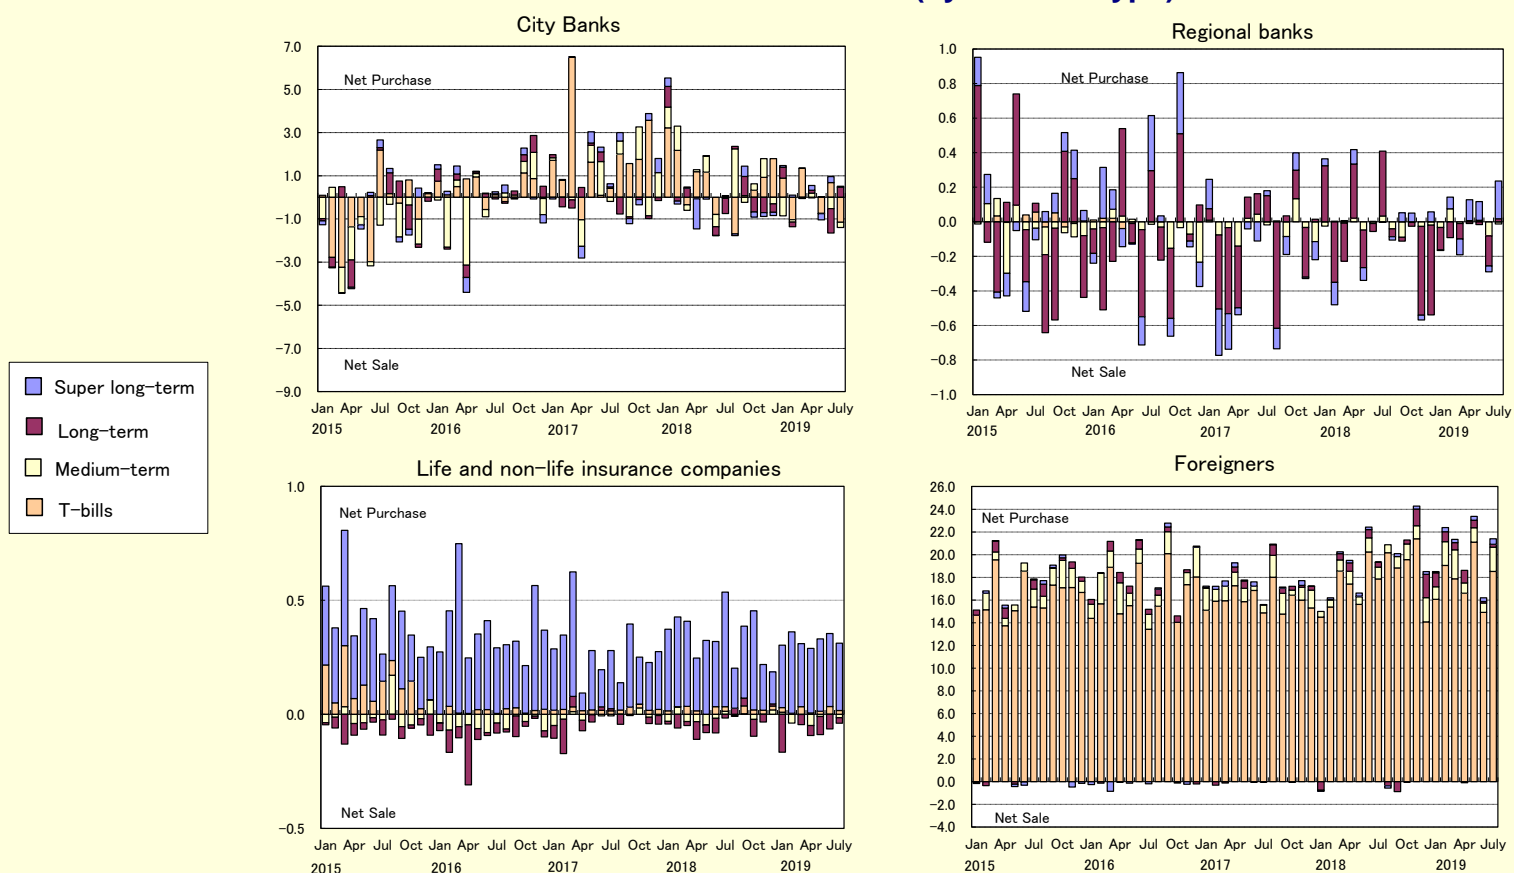 City Banks
7.0
5.0
3.0
1.0
-1.0
-3.0
-5.0
-7.0
-9.0
Net Purchase
Net Sale
Jan Apr Jul Oct Jan Apr Jul Oct Jan Apr Jul Oct Jan Apr Jul Oct Jan Apr July
2015 2016 2017 2018 2019
Regional banks
1.0
0.8
0.6
0.4
0.2
0.0
-0.2
-0.4
-0.6
-0.8
-1.0
Net Purchase
Net Sale
Jan Apr Jul Oct Jan Apr Jul Oct Jan Apr Jul Oct Jan Apr Jul Oct Jan Apr July
2015 2016 2017 2018 2019
Super long-term
Long-term
Medium-term
T-bills
Life and non-life insurance companies
1.0
0.5
0.0
-0.5
Net Purchase
Net Sale
Jan Apr Jul Oct Jan Apr Jul Oct Jan Apr Jul Oct Jan Apr Jul Oct Jan Apr July
2015 2016 2017 2018 2019
Foreigners
26.0
24.0
22.0
20.0
18.0
16.0
14.0
12.0
10.0
8.0
6.0
4.0
2.0
0.0
-2.0
-4.0
Net Purchase
Net Sale
Jan Apr Jul Oct Jan Apr Jul Oct Jan Apr Jul Oct Jan Apr Jul Oct Jan Apr July
2015 2016 2017 2018 2019